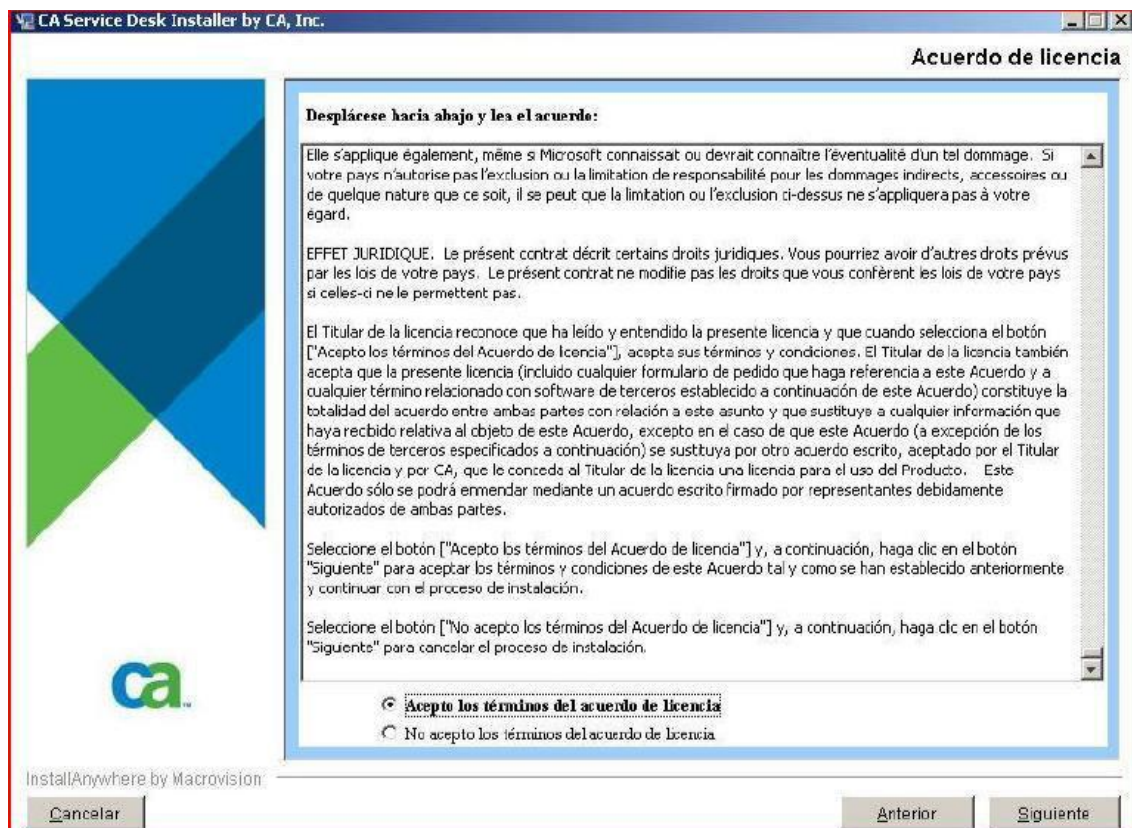 CA Service Desk Installer by CA, Inc.
Acuerdo de licencia
Desplácese hacia abajo y lea el acuerdo:
Elle s'applique également, même si Microsoft connaissait ou devrait connaître l'éventualité d'un tel dommage. Si
votre pays n'autorise pas l'exclusion ou la limitation de responsabilité pour les dommages indirects, accessoires ou
de quelque nature que ce soit, il se peut que la limitation ou l'exclusion ci-dessus ne s'appliquera pas à votre
égard.
EFFET JURIDIQUE. Le présent contrat décrit certains droits juridiques. Vous pourriez avoir d'autres droits prévus
par les lois de votre pays. Le présent contrat ne modifie pas les droits que vous confèrent les lois de votre pays
si celles-ci ne le permettent pas.
El Titular de la licencia reconoce que ha leído y entendido la presente licencia y que cuando selecciona el botón
["Acepto los términos del Acuerdo de licencia"], acepta sus términos y condiciones. El Titular de la licencia también
acepta que la presente licencia (incluido cualquier formulario de pedido que haga referencia a este Acuerdo y a
cualquier término relacionado con software de terceros establecido a continuación de este Acuerdo) constituye la
totalidad del acuerdo entre ambas partes con relación a este asunto y que sustituye a cualquier información que
haya recibido relativa al objeto de este Acuerdo, excepto en el caso de que este Acuerdo (a excepción de los
términos de terceros especificados a continuación) se sustituya por otro acuerdo escrito, aceptado por el Titular
de la licencia y por CA, que le conceda al Titular de la licencia una licencia para el uso del Producto. Este
Acuerdo sólo se podrá enmendar mediante un acuerdo escrito firmado por representantes debidamente
autorizados de ambas partes.
Seleccione el botón ["Acepto los términos del Acuerdo de licencia"] y, a continuación, haga clic en el botón
"Siguiente" para aceptar los términos y condiciones de este Acuerdo tal y como se han establecido anteriormente
y continuar con el proceso de instalación.
Seleccione el botón ["No acepto los términos del Acuerdo de licencia"] y, a continuación, haga clic en el botón
"Siguiente" para cancelar el proceso de instalación.
ca
Acepto los términos del acuerdo de licencia
No acepto los términos del acuerdo de licencia
InstallAnywhere by Macrovision
Cancelar
Anterior
Siguiente